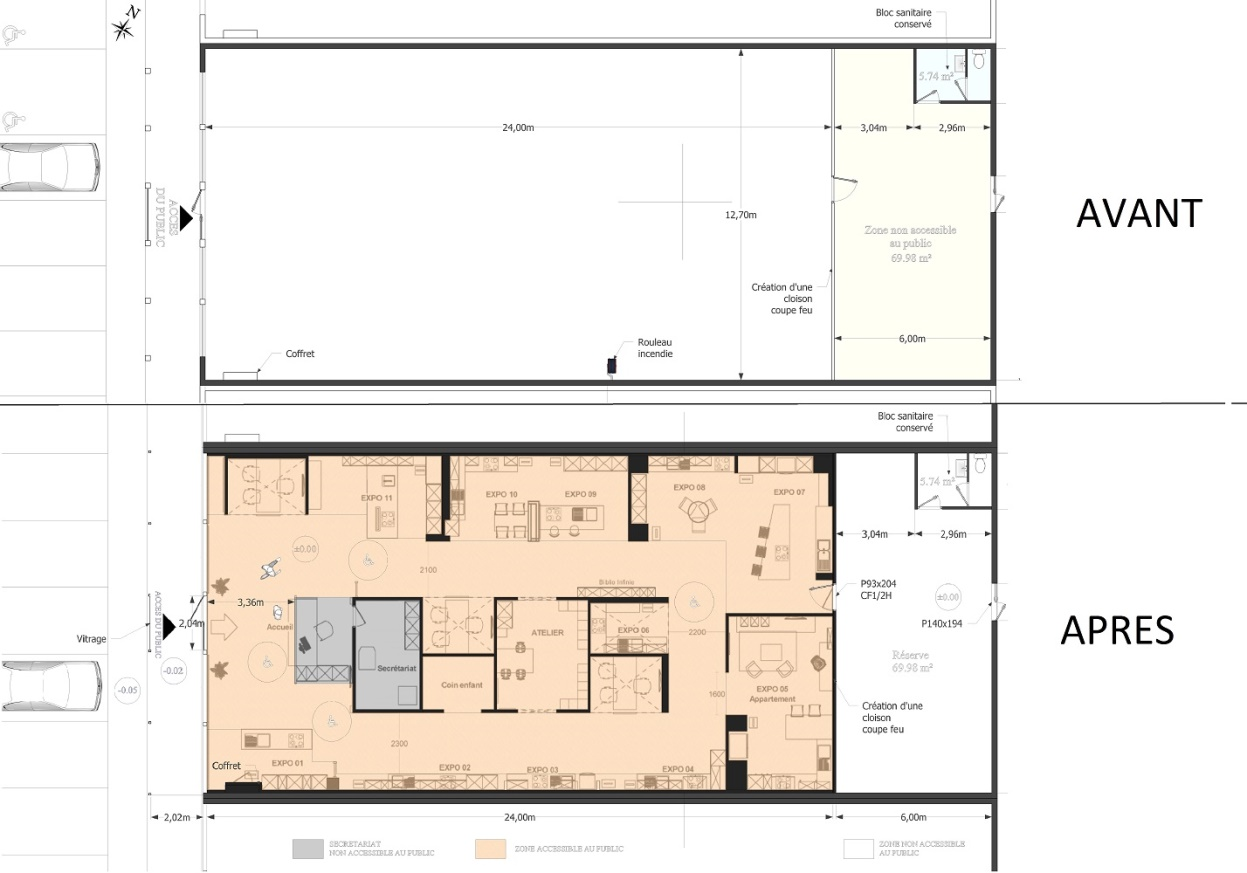 N
Bloc sanitaire
conservé
5.74 m²
24,00m
3,04m
2,96m
ACCES
DU PUBLIC
12,70m
Zone non accessible
au public
69.98 m²
AVANT
Création d'une
cloison
coupe feu
6,00m
Rouleau
incendie
Coffret
Bloc sanitaire
conservé
5.74 m²
EXPO 11
EXPO 10
EXPO 09
EXPO 08
EXPO 07
3,04m
2,96m
±0.00
2100
P93x204
CF1/2H
±0.00
3,36m
2,04m
P140x194
Accueil
ACCES DU PUBLIC
Vitrage
ATELIER
EXPO 06
2200
APRES
Réserve
69.98 m²
Secrétariat
-0.02
-0.05
Coin enfant
EXPO 05
Appartement
1600
Création d'une
cloison
coupe feu
2300
Coffret
EXPO 01
EXPO 02
EXPO 03
EXPO 04
2,02m
24,00m
6,00m
SECRETARIAT
NON ACCESSIBLE AU PUBLIC
ZONE ACCESSIBLE AU PUBLIC
ZONE NON ACCESSIBLE
AU PUBLIC